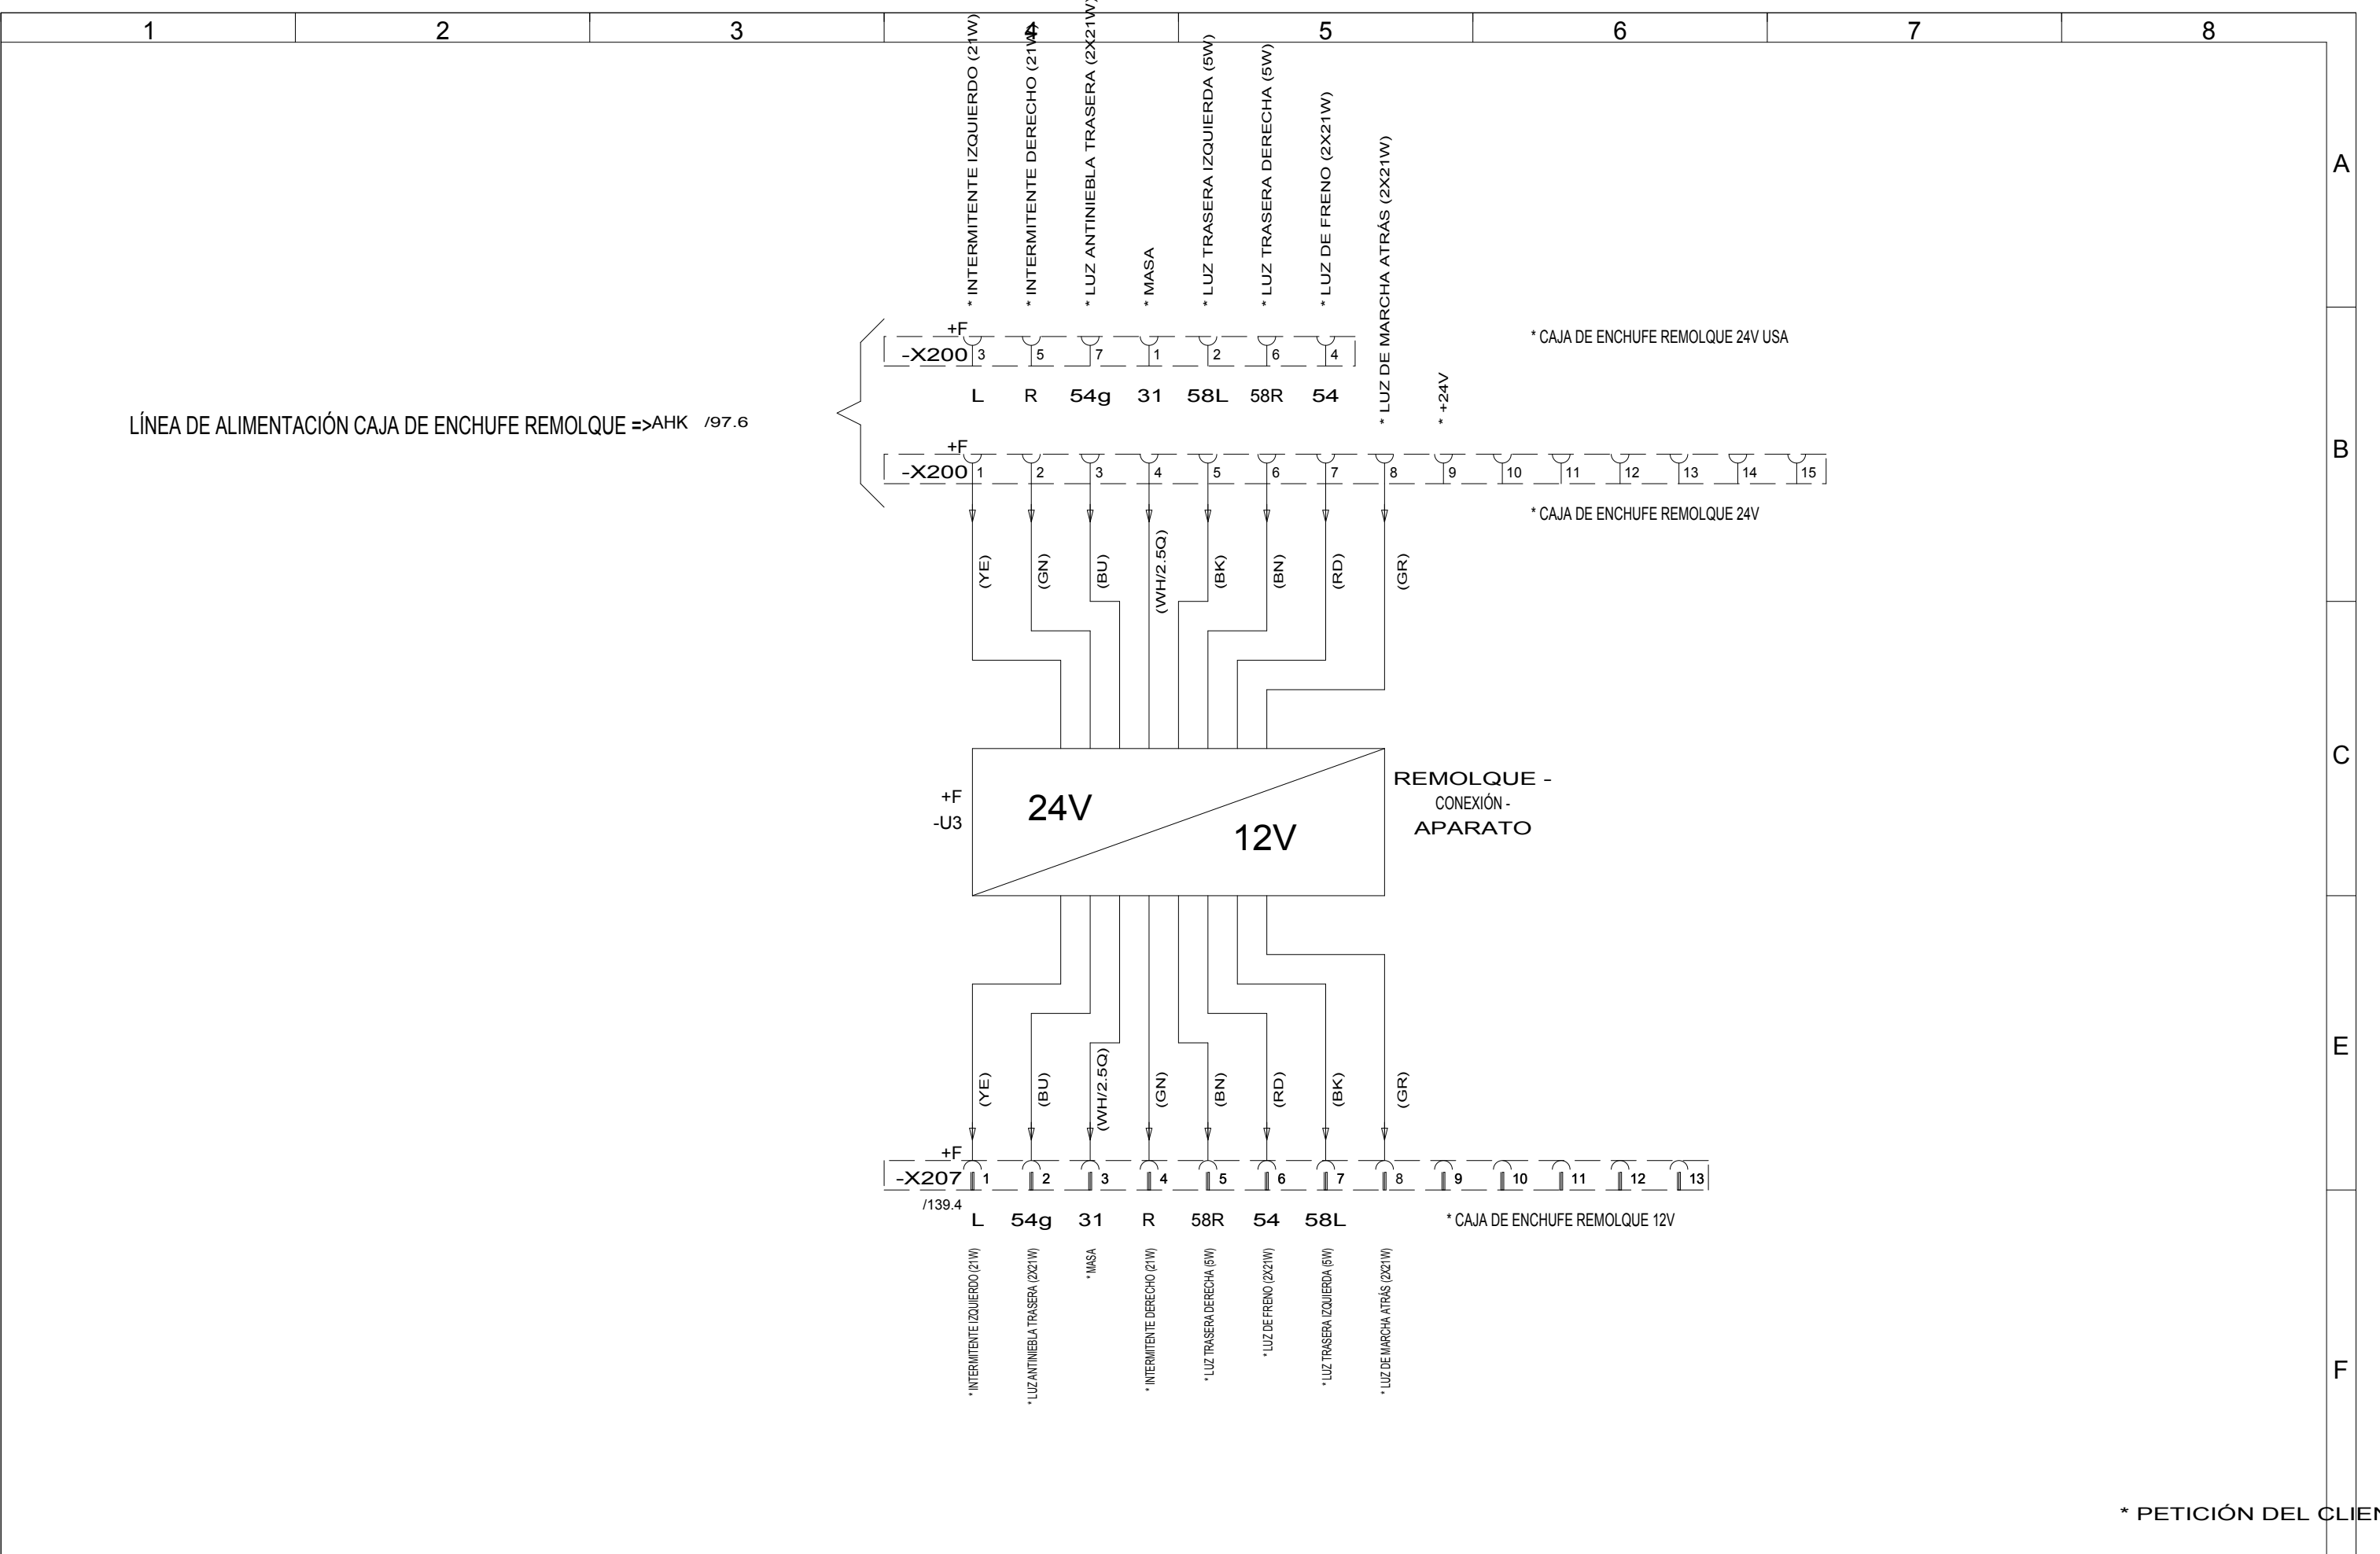 1 2 3 4 5 6 7 8
* INTERMITENTE IZQUIERDO (21W)
* INTERMITENTE DERECHO (21W)
* LUZ ANTINIEBLA TRASERA (2X21W)
* MASA
* LUZ TRASERA IZQUIERDA (5W)
* LUZ TRASERA DERECHA (5W)
* LUZ DE FRENO (2X21W)
* LUZ DE MARCHA ATRÁS (2X21W)
* +24V
A
+F
-X200 3 5 7 1 2 6 4
* CAJA DE ENCHUFE REMOLQUE 24V USA
L R 54g 31 58L 58R 54
LÍNEA DE ALIMENTACIÓN CAJA DE ENCHUFE REMOLQUE =>AHK /97.6
B
+F
-X200 1 2 3 4 5 6 7 8 9 10 11 12 13 14 15
* CAJA DE ENCHUFE REMOLQUE 24V
(YE) (GN) (BU) (WH/2.5Q) (BK) (BN) (RD) (GR)
C
+F
-U3
24V
12V
REMOLQUE -
CONEXIÓN -
APARATO
E
(YE) (BU) (WH/2.5Q) (GN) (BN) (RD) (BK) (GR)
+F
-X207 1 2 3 4 5 6 7 8 9 10 11 12 13
/139.4
L 54g 31 R 58R 54 58L
* CAJA DE ENCHUFE REMOLQUE 12V
* INTERMITENTE IZQUIERDO (21W)
* LUZ ANTINIEBLA TRASERA (2X21W)
* MASA
* INTERMITENTE DERECHO (21W)
* LUZ TRASERA DERECHA (5W)
* LUZ DE FRENO (2X21W)
* LUZ TRASERA IZQUIERDA (5W)
* LUZ DE MARCHA ATRÁS (2X21W)
F
* PETICIÓN DEL